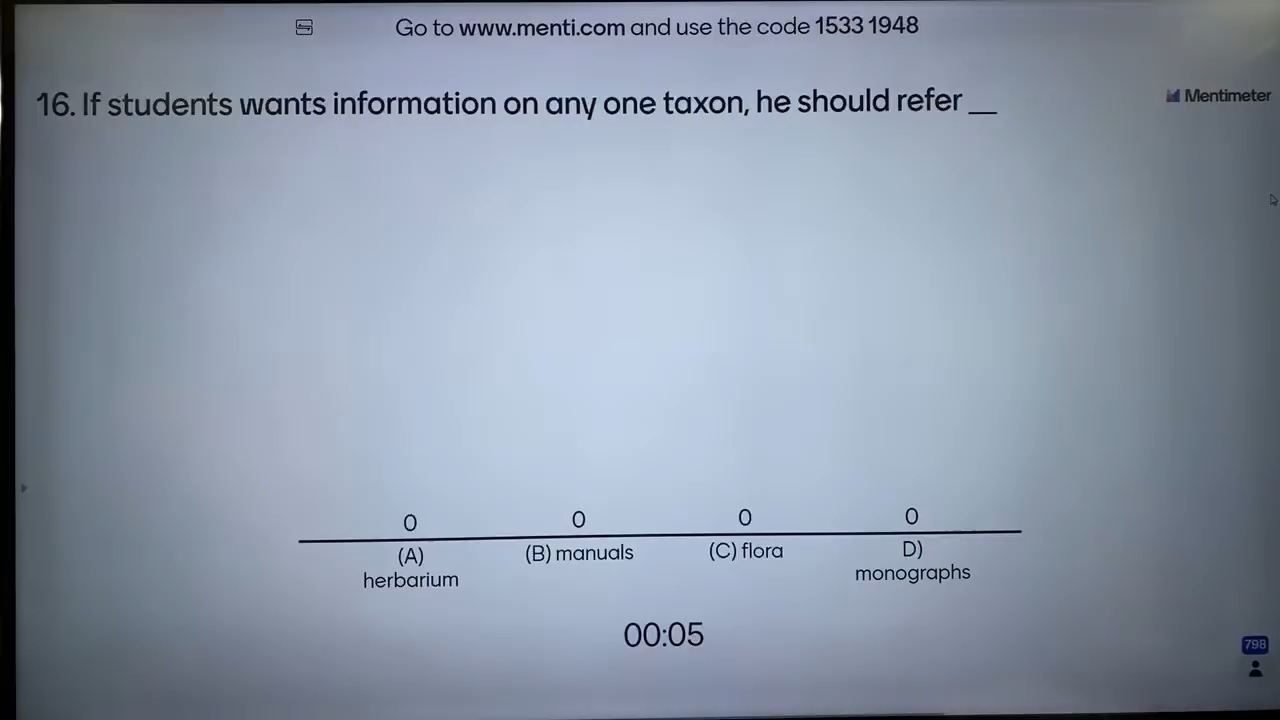 Go to www.menti.com and use the code 1533 1948
16. If students wants information on any one taxon, he should refer __
Mentimeter
0
0
0
0
(A)
herbarium
(B) manuals
(C) flora
D)
monographs
00:05
798